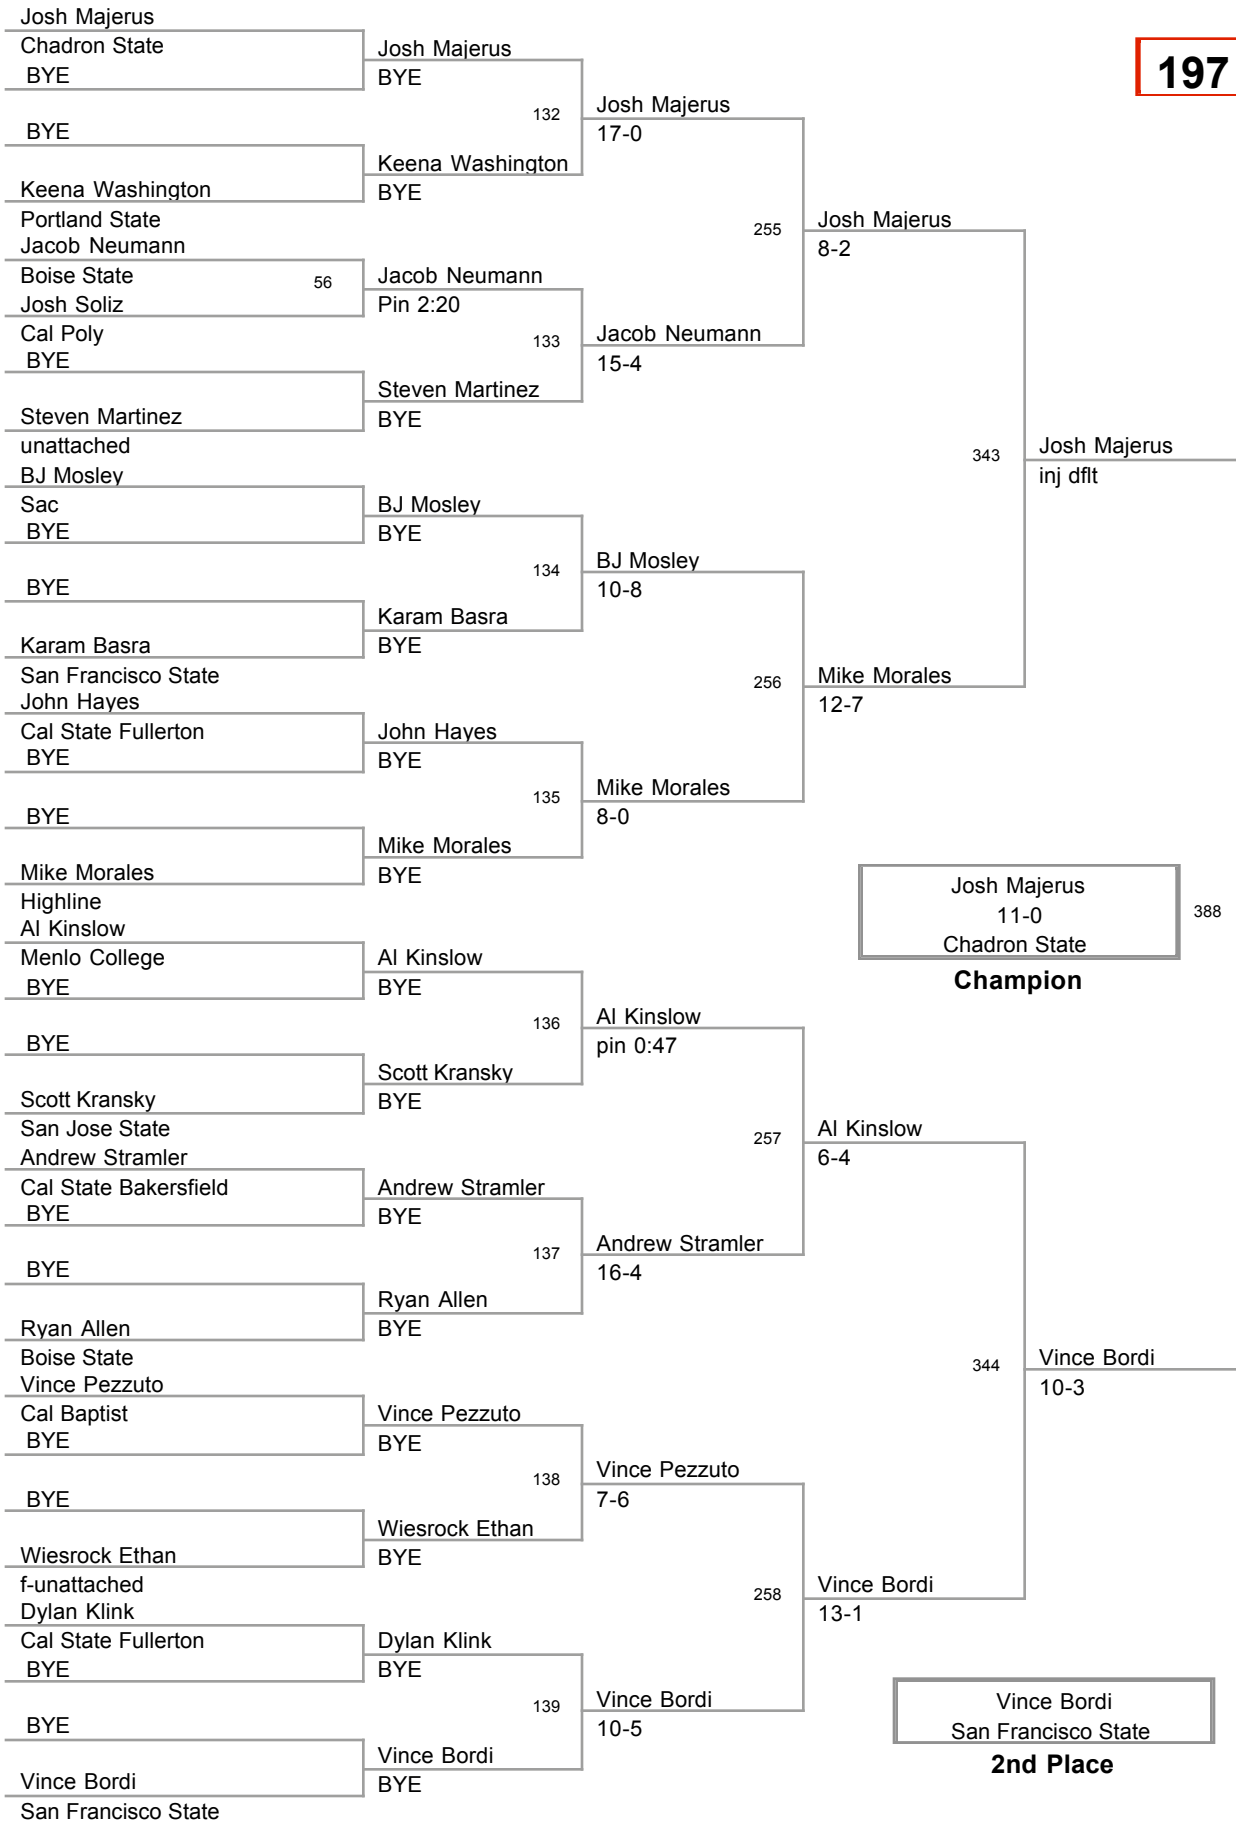 Josh Majerus
Chadron State
BYE
BYE
Keena Washington
Portland State
Jacob Neumann
Boise State
56
Josh Soliz
Cal Poly
BYE
Steven Martinez
unattached
BJ Mosley
Sac
BYE
BYE
Karam Basra
San Francisco State
John Hayes
Cal State Fullerton
BYE
BYE
Mike Morales
Highline
Al Kinslow
Menlo College
BYE
BYE
Scott Kransky
San Jose State
Andrew Stramler
Cal State Bakersfield
BYE
BYE
Ryan Allen
Boise State
Vince Pezzuto
Cal Baptist
BYE
BYE
Wiesrock Ethan
f-unattached
Dylan Klink
Cal State Fullerton
BYE
BYE
Vince Bordi
San Francisco State
Josh Majerus
BYE
132
Keena Washington
BYE
Jacob Neumann
Pin 2:20
133
Steven Martinez
BYE
BJ Mosley
BYE
134
Karam Basra
BYE
John Hayes
BYE
135
Mike Morales
BYE
Al Kinslow
BYE
136
Scott Kransky
BYE
Andrew Stramler
BYE
137
Ryan Allen
BYE
Vince Pezzuto
BYE
138
Wiesrock Ethan
BYE
Dylan Klink
BYE
139
Vince Bordi
BYE
Josh Majerus
17-0
255
Jacob Neumann
15-4
BJ Mosley
10-8
256
Mike Morales
8-0
Al Kinslow
pin 0:47
257
Andrew Stramler
16-4
Vince Pezzuto
7-6
258
Vince Bordi
10-5
Josh Majerus
8-2
343
Mike Morales
12-7
Al Kinslow
6-4
344
Vince Bordi
13-1
197
Josh Majerus
inj dflt
Josh Majerus
11-0
Chadron State
388
Champion
Vince Bordi
10-3
Vince Bordi
San Francisco State
2nd Place